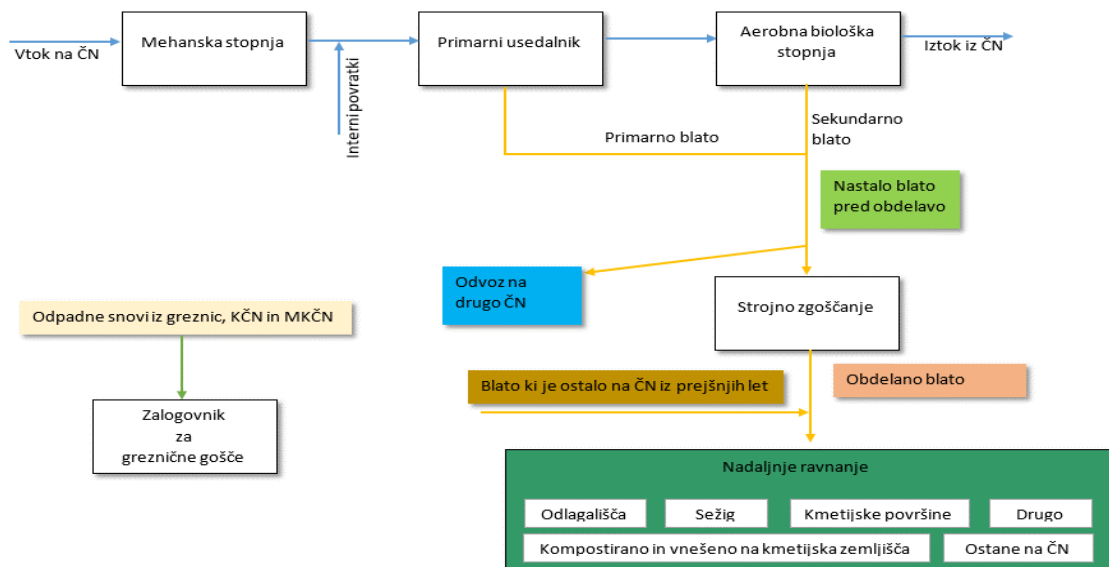 Vtok na ČN
Mehanska stopnja
Interni povratki
Primarni usedalnik
Aerobna biološka
stopnja
Iztok iz ČN
Primarno blato
Sekundarno
blato
Nastalo blato
pred obdelavo
Odvoz na
drugo ČN
Strojno zgoščanje
Odpadne snovi iz greznic, KČN in MKČN
Zalogovnik
za
greznične gošče
Blato ki je ostalo na ČN iz prejšnjih let
Obdelano blato
Nadaljnje ravnanje
Odlagališča
Sežig
Kmetijske površine
Drugo
Kompostirano in vnešeno na kmetijska zemljišča
Ostane na ČN